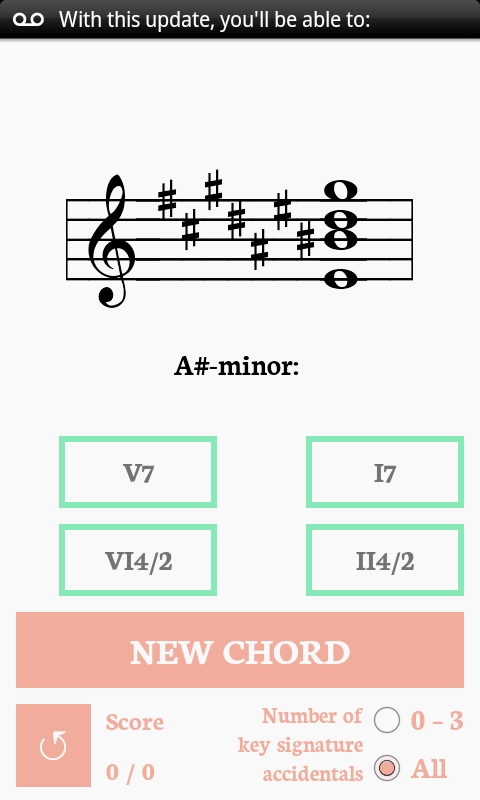 With this update, you'll be able to:
A#-minor:
V7
I7
VI4/2
II4/2
NEW CHORD
Score
0 / 0
Number of
key signature
accidentals
0 – 3
All